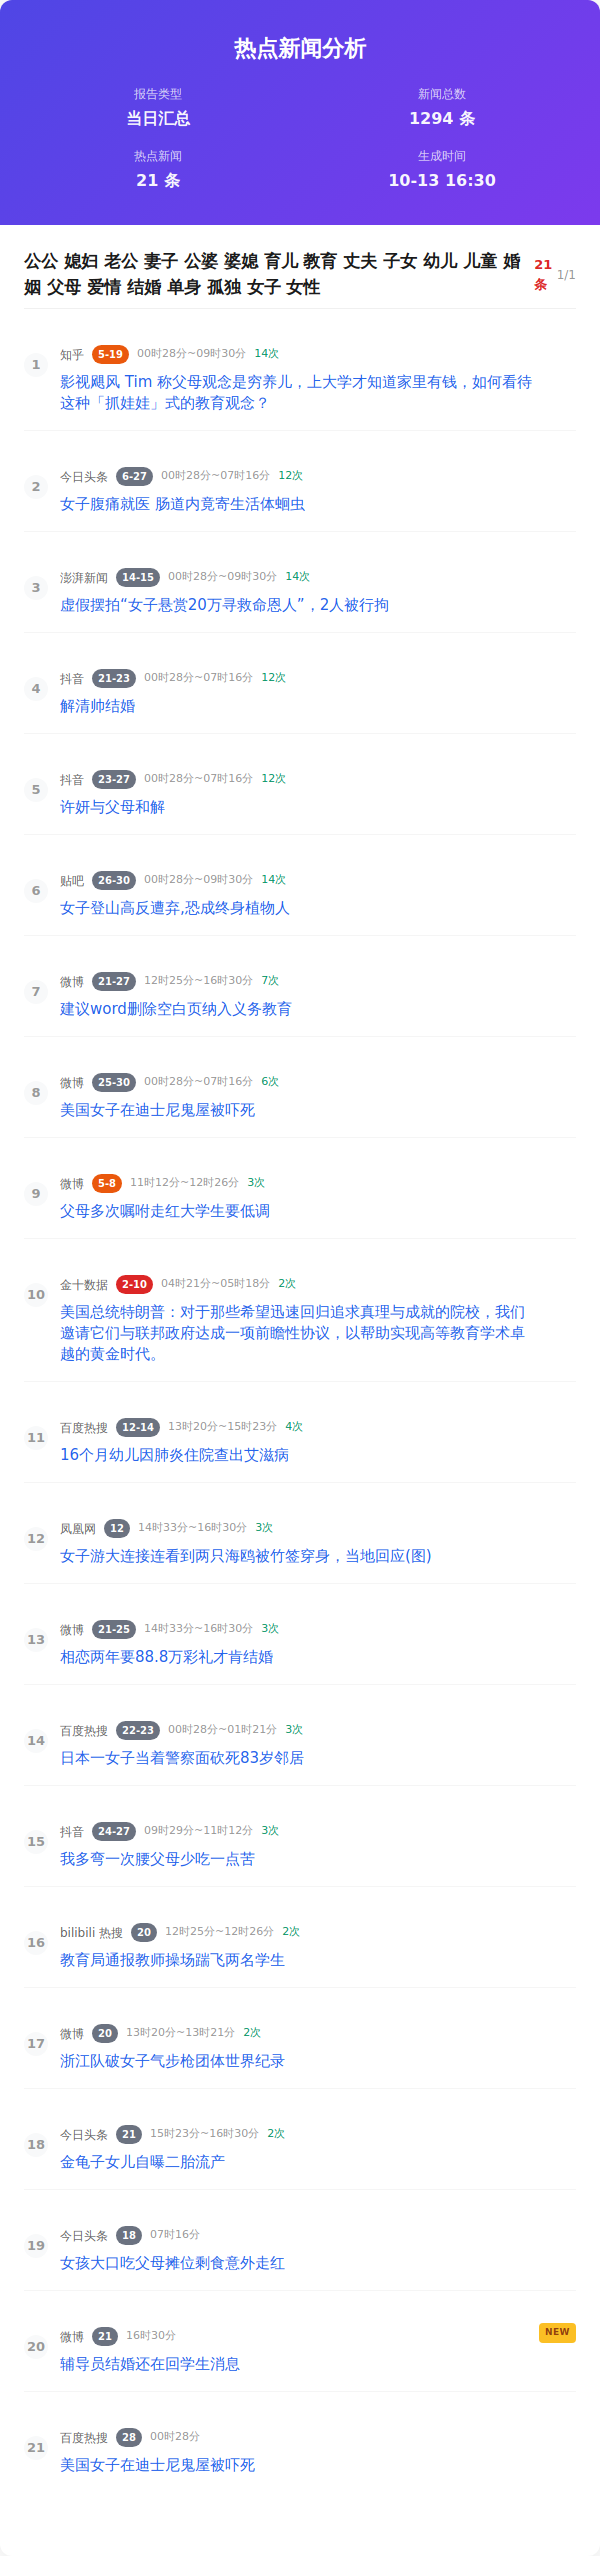 热点新闻分析
报告类型
新闻总数
当日汇总
1294 条
热点新闻
生成时间
21 条
10-13 16:30
公公 媳妇 老公 妻子 公婆 婆媳 育儿 教育 丈夫 子女 幼儿 儿童 婚
姻 父母 爱情 结婚 单身 孤独 女子 女性
21
条
1/1
1
知乎 5-19 00时28分~09时30分 14次
影视飓风 Tim 称父母观念是穷养儿，上大学才知道家里有钱，如何看待
这种「抓娃娃」式的教育观念？
2
今日头条 6-27 00时28分~07时16分 12次
女子腹痛就医 肠道内竟寄生活体蛔虫
3
澎湃新闻 14-15 00时28分~09时30分 14次
虚假摆拍“女子悬赏20万寻救命恩人”，2人被行拘
4
抖音 21-23 00时28分~07时16分 12次
解清帅结婚
5
抖音 23-27 00时28分~07时16分 12次
许妍与父母和解
6
贴吧 26-30 00时28分~09时30分 14次
女子登山高反遭弃,恐成终身植物人
7
微博 21-27 12时25分~16时30分 7次
建议word删除空白页纳入义务教育
8
微博 25-30 00时28分~07时16分 6次
美国女子在迪士尼鬼屋被吓死
9
微博 5-8 11时12分~12时26分 3次
父母多次嘱咐走红大学生要低调
10
金十数据 2-10 04时21分~05时18分 2次
美国总统特朗普：对于那些希望迅速回归追求真理与成就的院校，我们
邀请它们与联邦政府达成一项前瞻性协议，以帮助实现高等教育学术卓
越的黄金时代。
11
百度热搜 12-14 13时20分~15时23分 4次
16个月幼儿因肺炎住院查出艾滋病
12
凤凰网 12 14时33分~16时30分 3次
女子游大连接连看到两只海鸥被竹签穿身，当地回应(图)
13
微博 21-25 14时33分~16时30分 3次
相恋两年要88.8万彩礼才肯结婚
14
百度热搜 22-23 00时28分~01时21分 3次
日本一女子当着警察面砍死83岁邻居
15
抖音 24-27 09时29分~11时12分 3次
我多弯一次腰父母少吃一点苦
16
bilibili 热搜 20 12时25分~12时26分 2次
教育局通报教师操场踹飞两名学生
17
微博 20 13时20分~13时21分 2次
浙江队破女子气步枪团体世界纪录
18
今日头条 21 15时23分~16时30分 2次
金龟子女儿自曝二胎流产
19
今日头条 18 07时16分
女孩大口吃父母摊位剩食意外走红
20
微博 21 16时30分
NEW
辅导员结婚还在回学生消息
21
百度热搜 28 00时28分
美国女子在迪士尼鬼屋被吓死